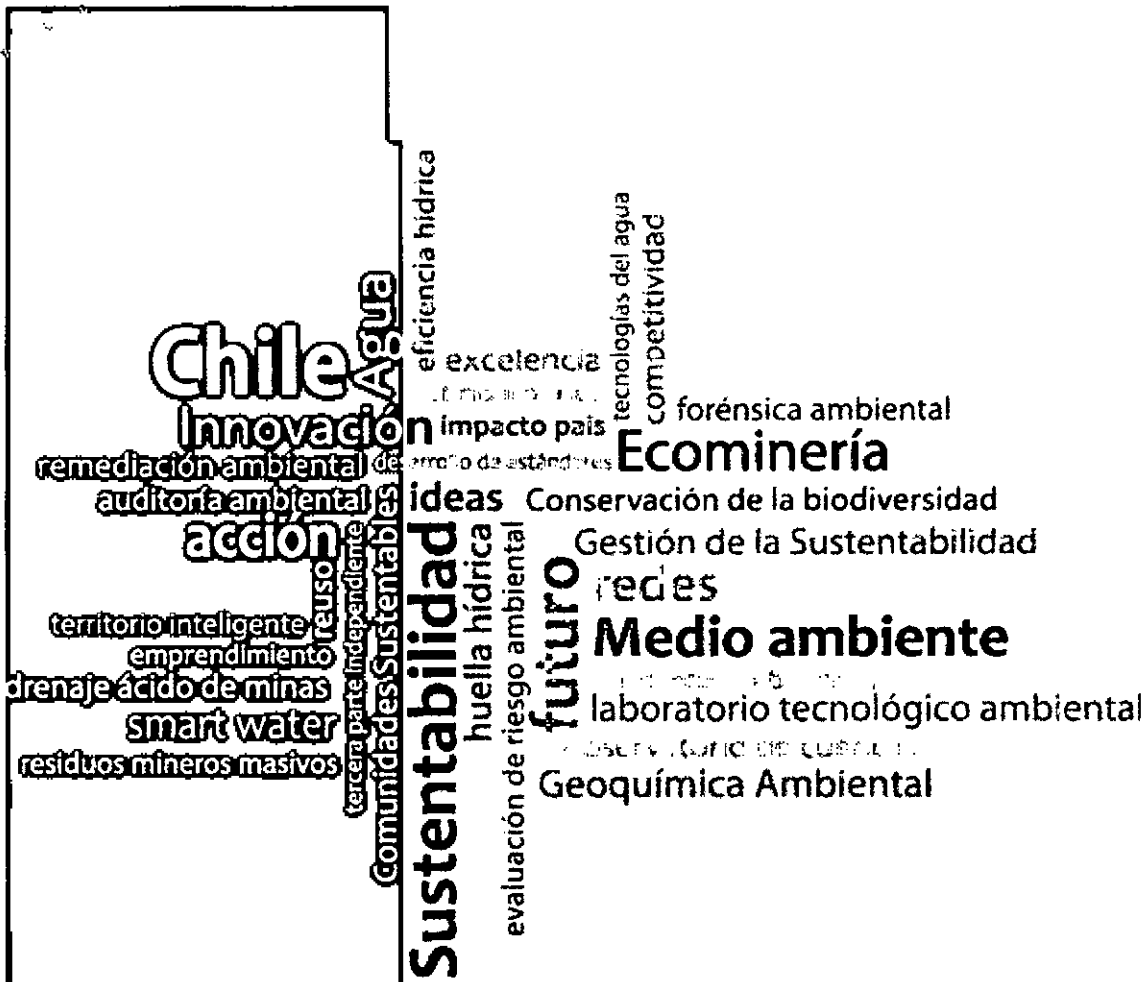 eficiencia hídrica
tecnologías del agua
competitividad
Agua
Chile
excelencia
forénsica ambiental
Innovación
impacto país
Ecominería
remediación ambiental
desarrollo de estándares
auditoría ambiental
ideas
Conservación de la biodiversidad
acción
Gestión de la Sustentabilidad
redes
reuso
tercera parte independiente
Comunidades Sustentables
Sustentabilidad
huella hídrica
evaluación de riesgo ambiental
futuro
territorio inteligente
Medio ambiente
emprendimiento
drenaje ácido de minas
laboratorio tecnológico ambiental
smart water
residuos mineros masivos
Geoquímica Ambiental